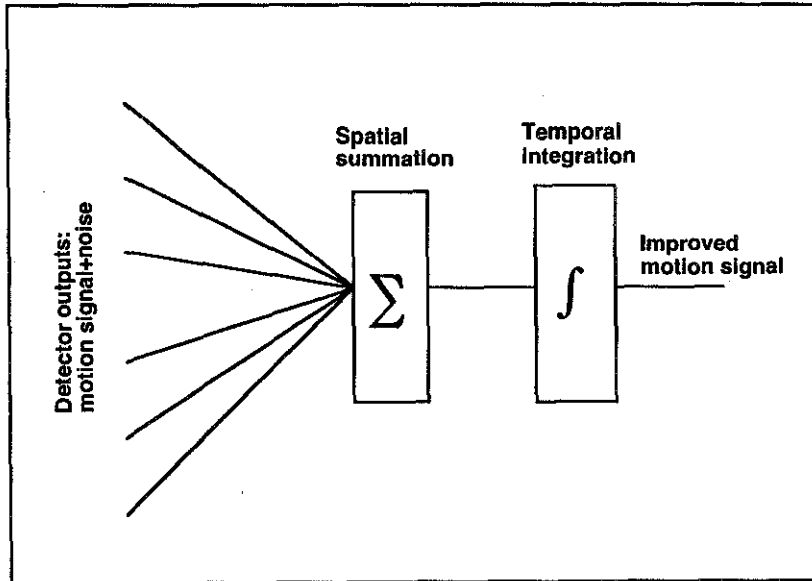 Detector outputs:
motion signal+noise
Spatial
summation
Σ
Temporal
integration
∫
Improved
motion signal